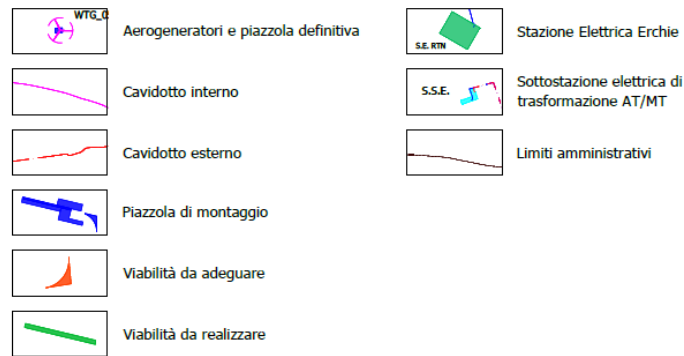 WTG_0
Aerogeneratori e piazzola definitiva
Cavidotto interno
Cavidotto esterno
Piazzola di montaggio
Viabilità da adeguare
Viabilità da realizzare
S.E. RTN
Stazione Elettrica Erchie
S.S.E.
Sottostazione elettrica di
trasformazione AT/MT
Limiti amministrativi